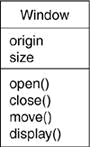 Window
origin
size
open()
close()
move()
display()